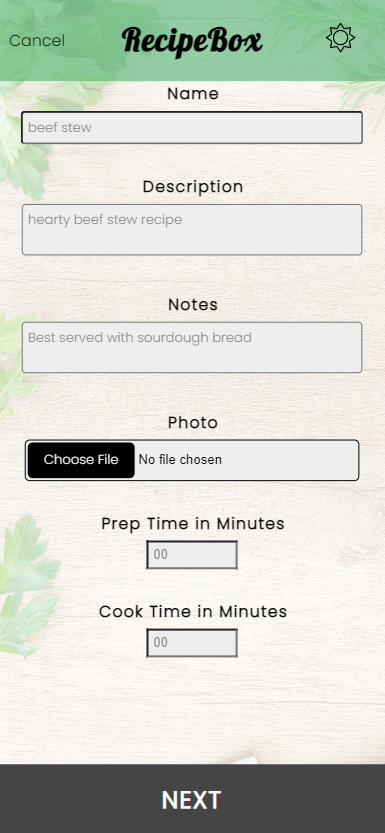 Cancel
RecipeBox
Name
beef stew
Description
hearty beef stew recipe
Notes
Best served with sourdough bread
Photo
Choose File No file chosen
Prep Time in Minutes
00
Cook Time in Minutes
00
NEXT